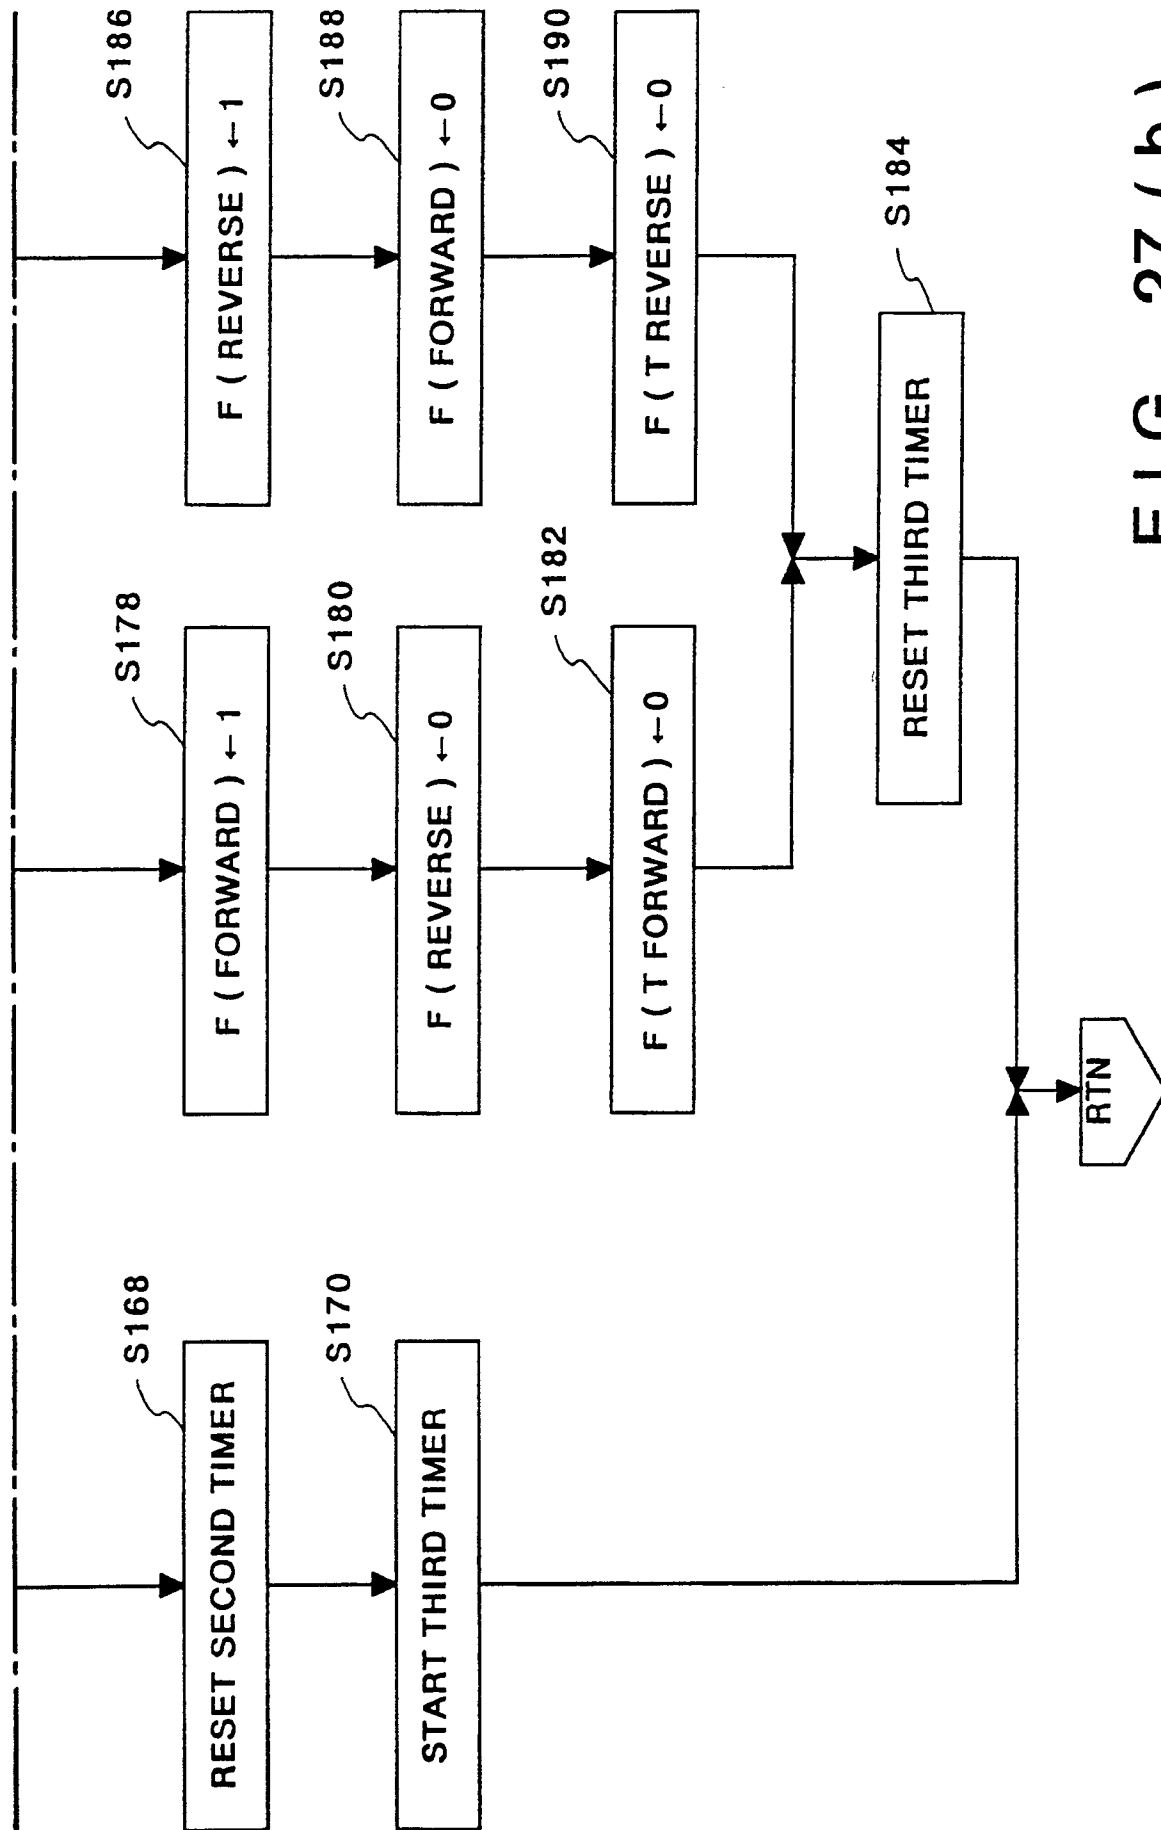 S168
RESET SECOND TIMER
S170
START THIRD TIMER
S178
F ( FORWARD ) ←1
S180
F ( REVERSE ) ←0
S182
F ( T FORWARD ) ←0
S186
F ( REVERSE ) ←1
S188
F ( FORWARD ) ←0
S190
F ( T REVERSE ) ←0
S184
RESET THIRD TIMER
RTN
F I G. 27 ( b )